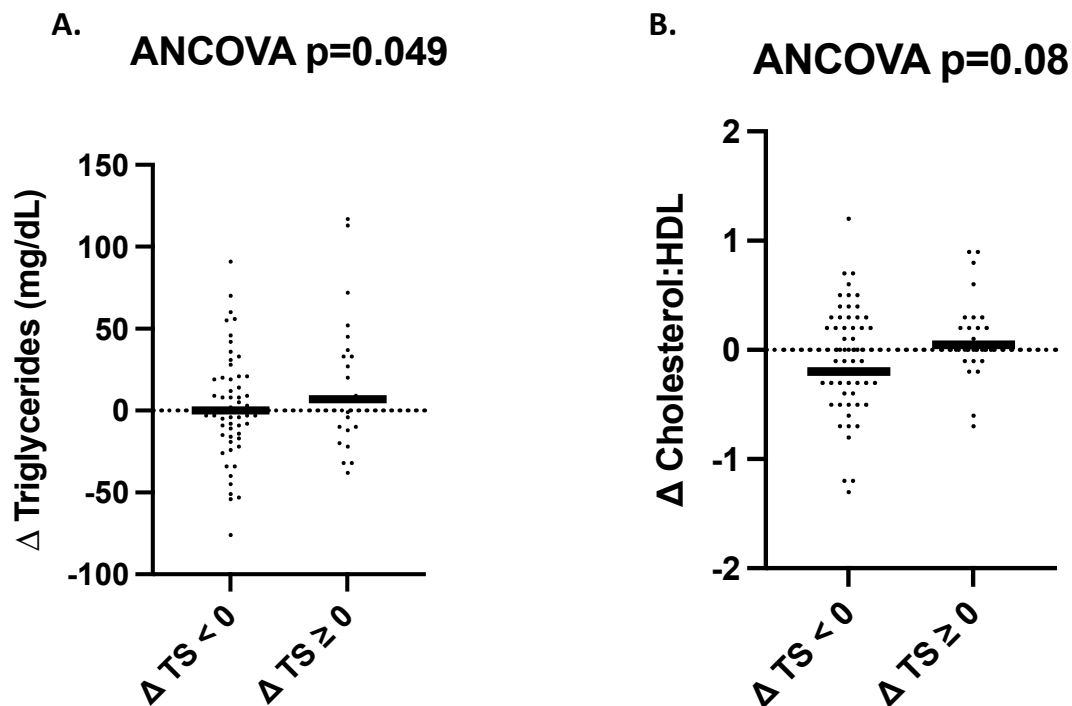 A.
ANCOVA p=0.049
Δ Triglycerides (mg/dL)
150
100
50
0
-50
-100
Δ TS < 0
Δ TS ≥ 0
B.
ANCOVA p=0.08
Δ Cholesterol:HDL
2
1
0
-1
-2
Δ TS < 0
Δ TS ≥ 0